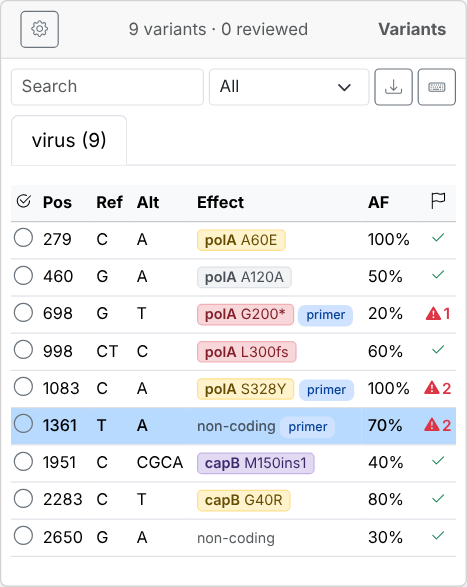 9 variants · 0 reviewed Variants
Search All
virus (9)
Pos Ref Alt Effect AF
279 C A polA A60E 100%
460 G A polA A120A 50%
698 G T polA G200* primer 20% 1
998 CT C polA L300fs 60%
1083 C A polA S328Y primer 100% 2
1361 T A non-coding primer 70% 2
1951 C CGCA capB M150ins1 40%
2283 C T capB G40R 80%
2650 G A non-coding 30%